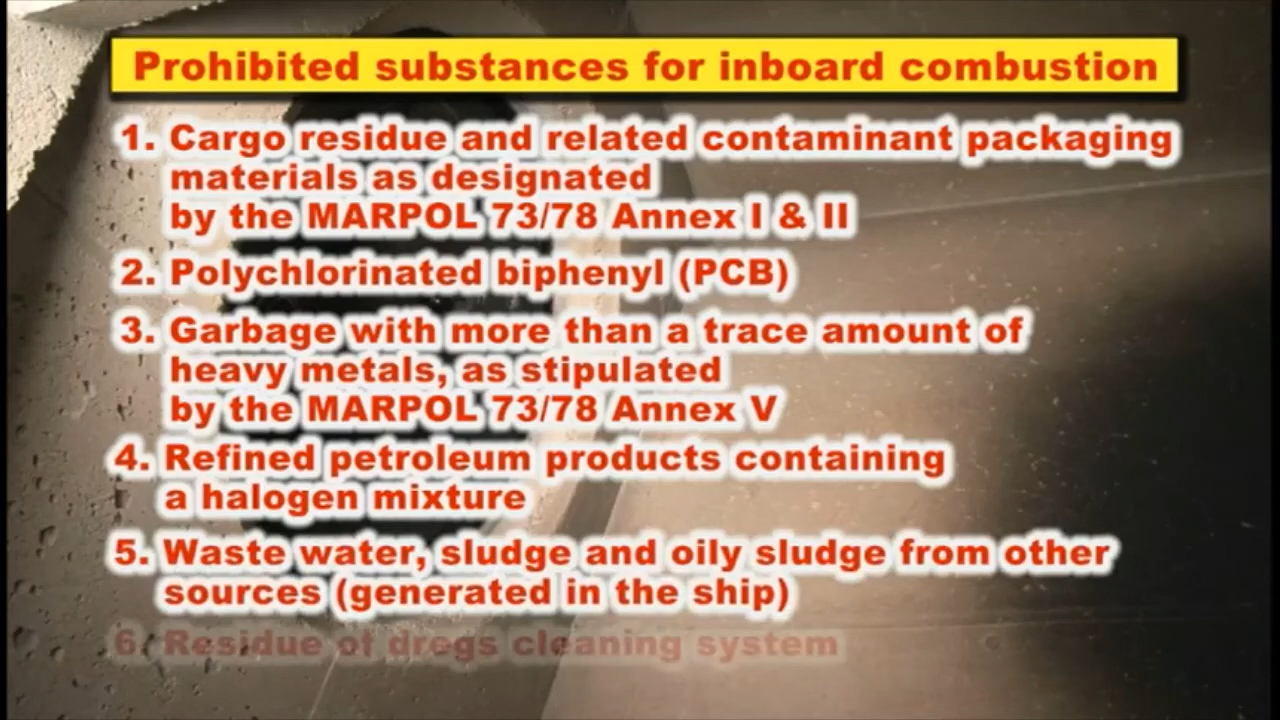 Prohibited substances for inboard combustion
1. Cargo residue and related contaminant packaging
materials as designated
by the MARPOL 73/78 Annex I & II
2. Polychlorinated biphenyl (PCB)
3. Garbage with more than a trace amount of
heavy metals, as stipulated
by the MARPOL 73/78 Annex V
4. Refined petroleum products containing
a halogen mixture
5. Waste water, sludge and oily sludge from other
sources (generated in the ship)
6. Residue of dregs cleaning system